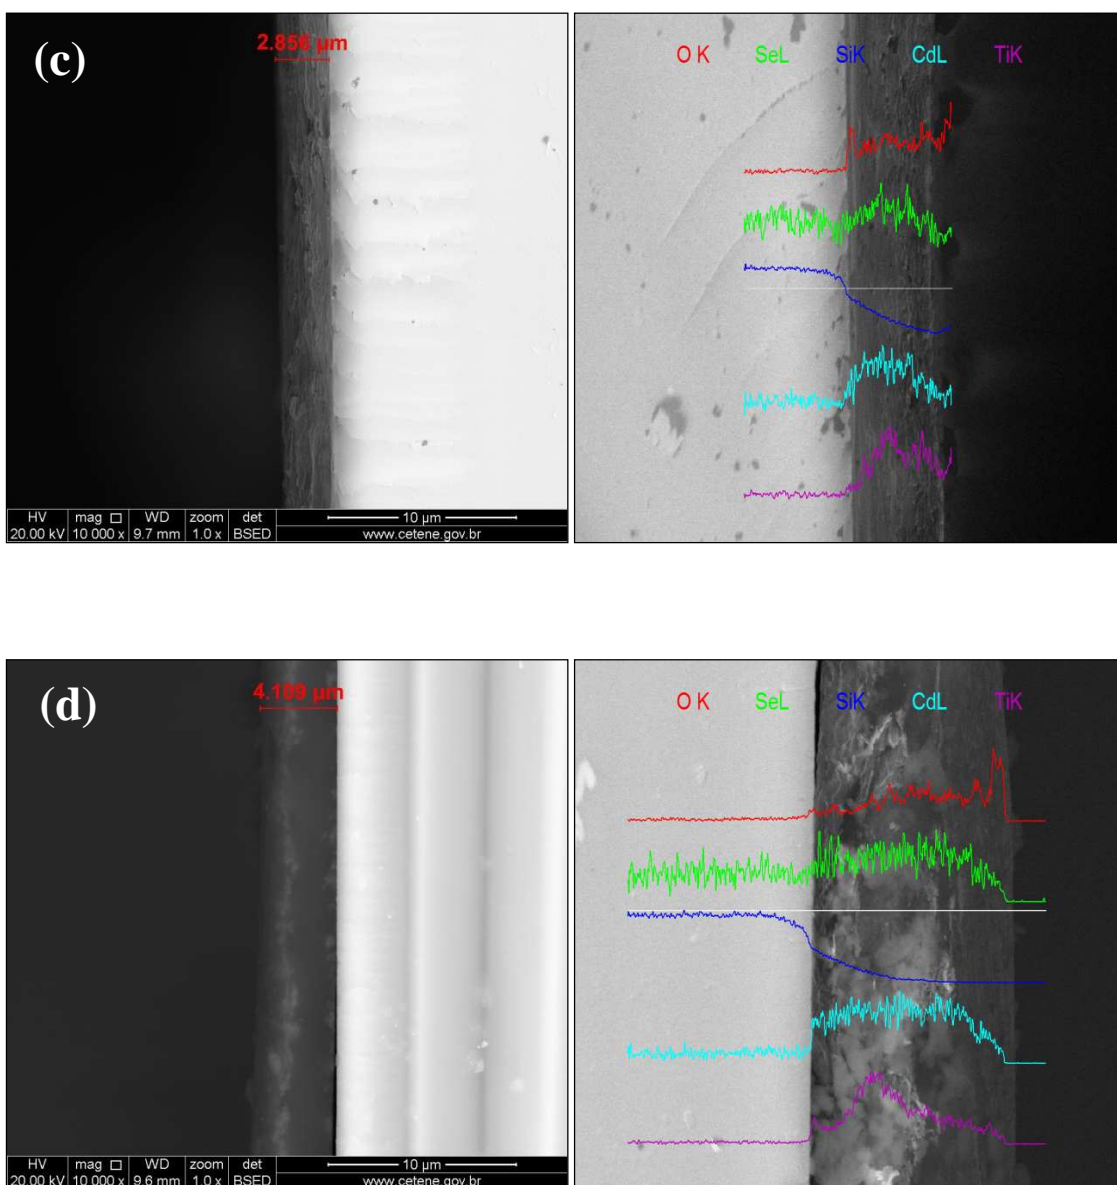 (c)
2.856 µm
O K SeL SiK CdL TiK
HV mag □ WD zoom det
20.00 kV 10 000 x 9.7 mm 1.0 x BSED
10 µm
www.cetene.gov.br
(d)
4.109 µm
O K SeL SiK CdL TiK
HV mag □ WD zoom det
20.00 kV 10 000 x 9.6 mm 1.0 x BSED
10 µm
www.cetene.gov.br